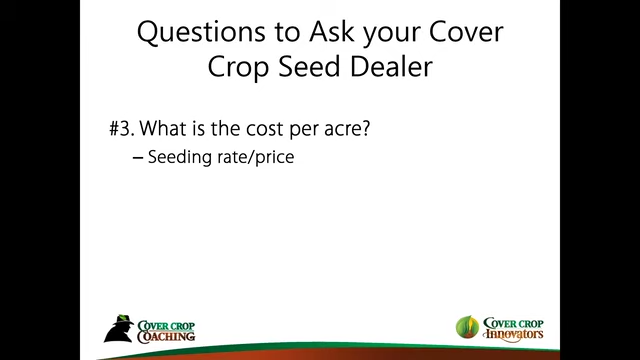 Questions to Ask your Cover
Crop Seed Dealer
#3. What is the cost per acre?
– Seeding rate/price
COVER CROP
COACHING
COVER CROP
INNOVATORS